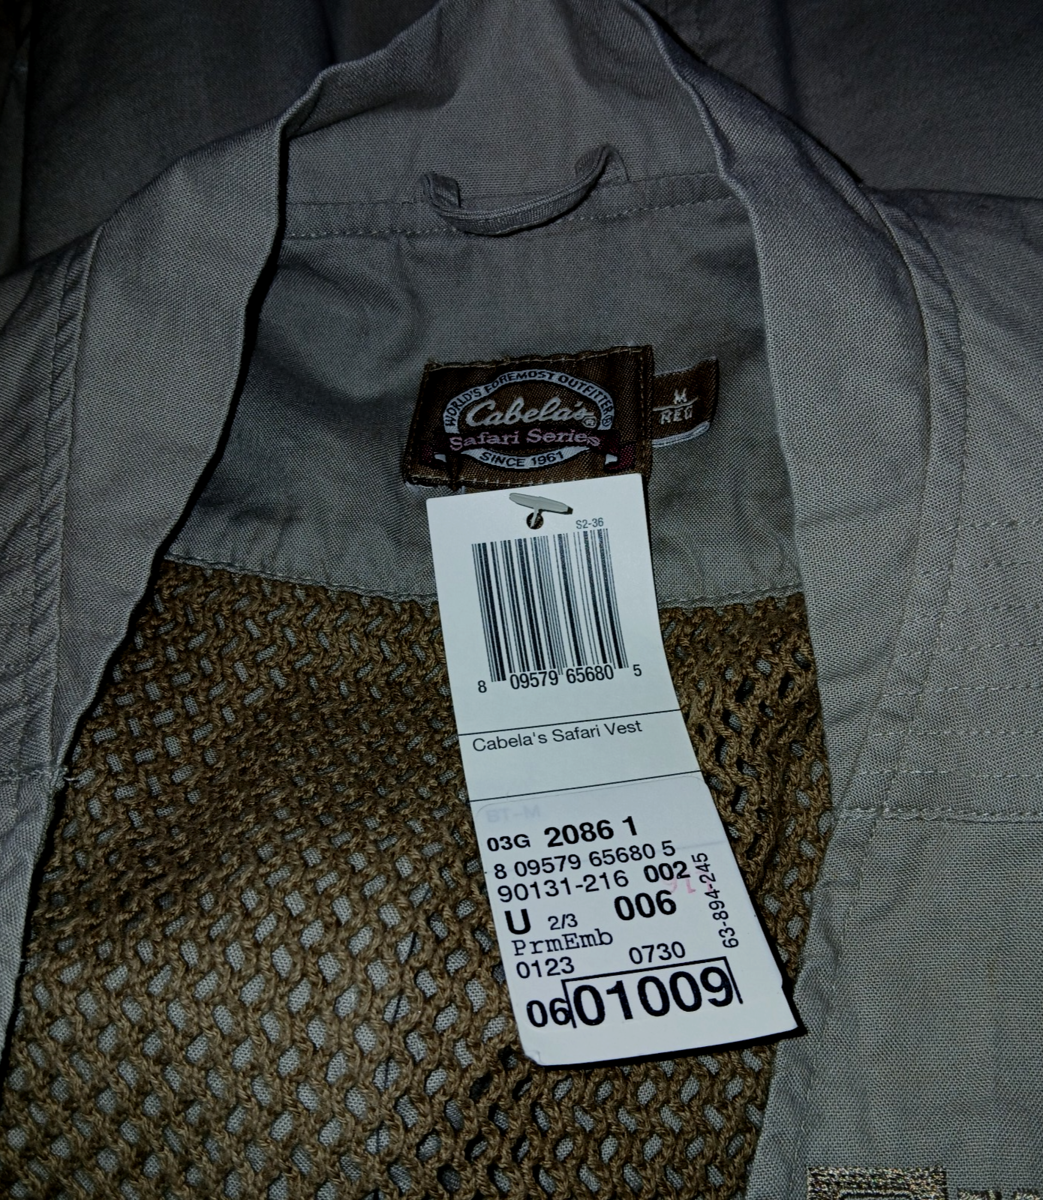 WORLD'S FOREMOST OUTFITTER
Cabela's®
Safari Series
SINCE 1961
M
REG
S2-36
8 09579 65680 5
Cabela's Safari Vest
BT-M
03G 2086 1
8 09579 65680 5
90131-216 002
U 2/3 006
PrmEmb
0123 0730
06 01009
63-894-245